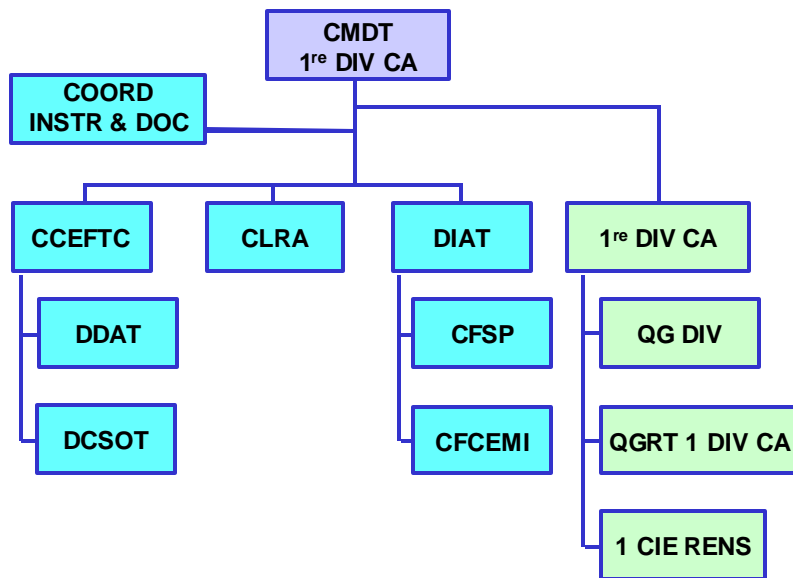 CMDT
1re DIV CA
COORD
INSTR & DOC
CCEFTC
CLRA
DIAT
1re DIV CA
DDAT
CFSP
QG DIV
DCSOT
CFCEMI
QGRT 1 DIV CA
1 CIE RENS